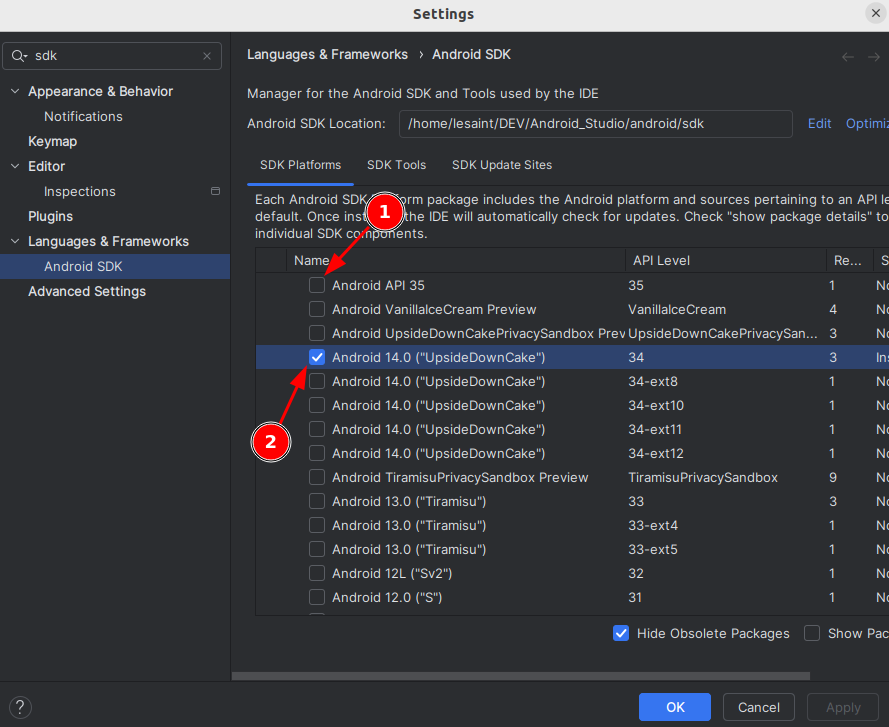 Settings
sdk
Appearance & Behavior
Notifications
Keymap
Editor
Inspections
Plugins
Languages & Frameworks
Android SDK
Advanced Settings
Languages & Frameworks › Android SDK
Manager for the Android SDK and Tools used by the IDE
Android SDK Location: /home/lesaint/DEV/Android_Studio/android/sdk Edit Optimiz
SDK Platforms SDK Tools SDK Update Sites
Each Android SDK form package includes the Android platform and sources pertaining to an API le
default. Once inst the IDE will automatically check for updates. Check "show package details" to
individual SDK components.
1
Name API Level Re... S
Android API 35 35 1 No
Android VanillaIceCream Preview VanillaIceCream 4 No
Android UpsideDownCakePrivacySandbox Prev UpsideDownCakePrivacySan... 3 No
Android 14.0 ("UpsideDownCake") 34 3 Ins
Android 14.0 ("UpsideDownCake") 34-ext8 1 No
Android 14.0 ("UpsideDownCake") 34-ext10 1 No
Android 14.0 ("UpsideDownCake") 34-ext11 1 No
2
Android 14.0 ("UpsideDownCake") 34-ext12 1 No
Android TiramisuPrivacySandbox Preview TiramisuPrivacySandbox 9 No
Android 13.0 ("Tiramisu") 33 3 No
Android 13.0 ("Tiramisu") 33-ext4 1 No
Android 13.0 ("Tiramisu") 33-ext5 1 No
Android 12L ("Sv2") 32 1 No
Android 12.0 ("S") 31 1 No
Hide Obsolete Packages Show Pac
? OK Cancel Apply